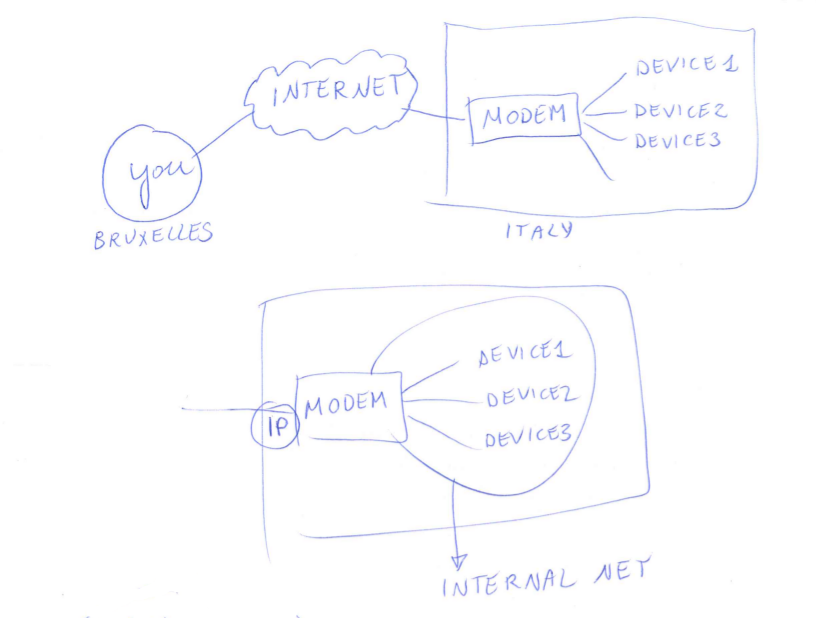 INTERNET
you
BRUXELLES
MODEM
DEVICE 1
DEVICE2
DEVICE3
ITALY
IP
MODEM
DEVICE1
DEVICE2
DEVICE3
INTERNAL NET